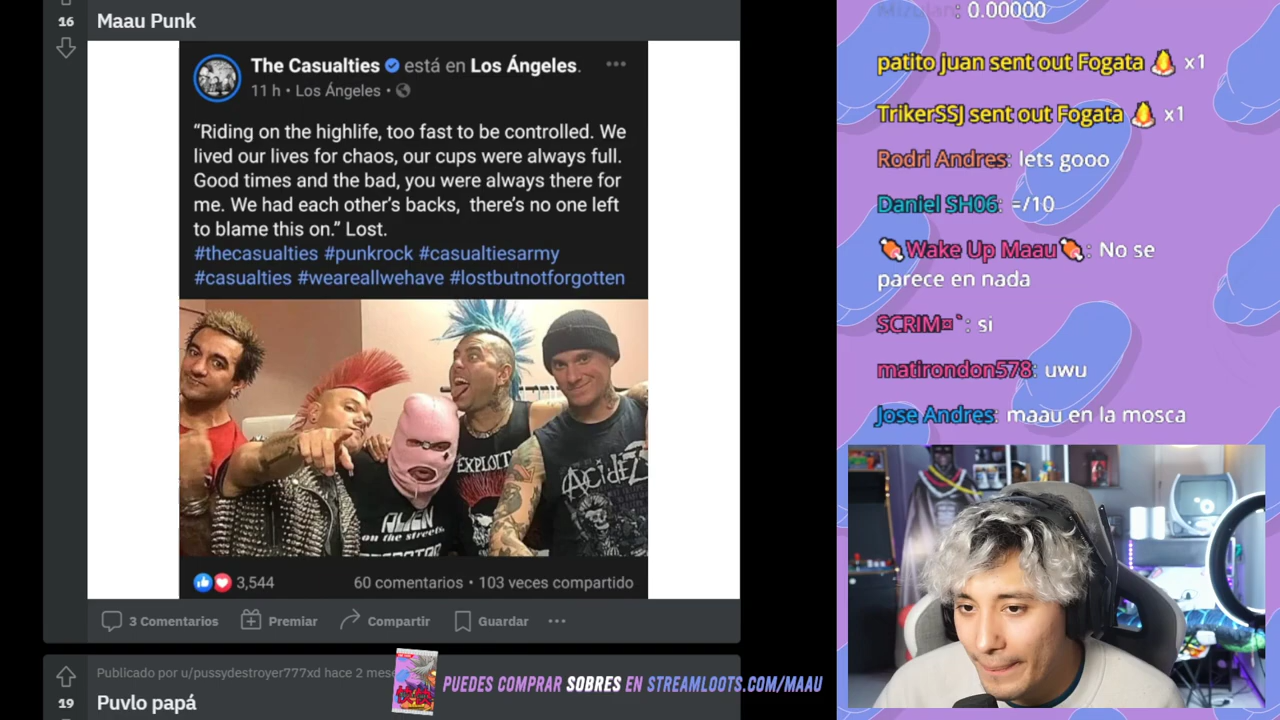 16
Maau Punk
The Casualties está en Los Ángeles.
11 h • Los Ángeles •
“Riding on the highlife, too fast to be controlled. We
lived our lives for chaos, our cups were always full.
Good times and the bad, you were always there for
me. We had each other's backs, there's no one left
to blame this on.” Lost.
#thecasualties #punkrock #casualtiesarmy
#casualties #weareallwehave #lostbutnotforgotten
EXPLOIT
ACidEZ
ALIEN
on the streets
3,544 60 comentarios • 103 veces compartido
3 Comentarios Premiar Compartir Guardar
Publicado por u/pussydestroyer777xd hace 2 mes
19
Puvlo papá
PUEDES COMPRAR SOBRES EN STREAMLOOTS.COM/MAAU
: 0.00000
patito juan sent out Fogata x1
TrikerSSJ sent out Fogata x1
Rodri Andres: lets gooo
Daniel SH06: =/10
Wake Up Maau: No se
parece en nada
SCRIM¤`: si
matirondon578: uwu
Jose Andres: maau en la mosca